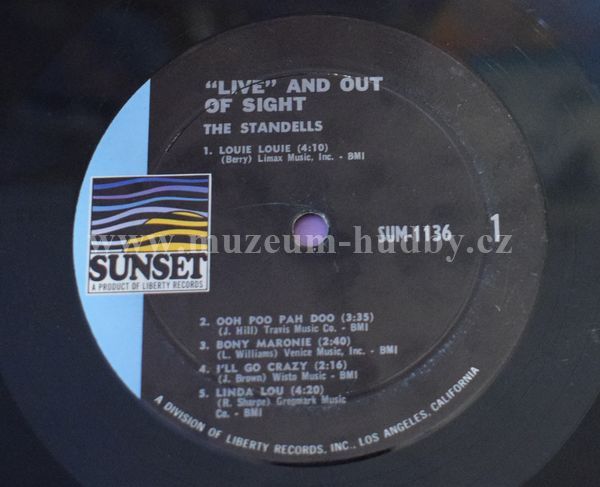 “LIVE” AND OUT
OF SIGHT
THE STANDELLS
1. LOUIE LOUIE (4:10)
(Berry) Limax Music, Inc. - BMI
www.muzeum-hudby.cz
SUM-1136 1
SUNSET
A PRODUCT OF LIBERTY RECORDS
2. OOH POO PAH DOO (3:35)
(J. Hill) Travis Music Co. - BMI
3. BONY MARONIE (2:40)
(L. Williams) Venice Music, Inc. - BMI
4. I'LL GO CRAZY (2:16)
(J. Brown) Wisto Music - BMI
5. LINDA LOU (4:20)
(R. Sharpe) Gregmark Music
Co. - BMI
A DIVISION OF LIBERTY RECORDS, INC., LOS ANGELES, CALIFORNIA